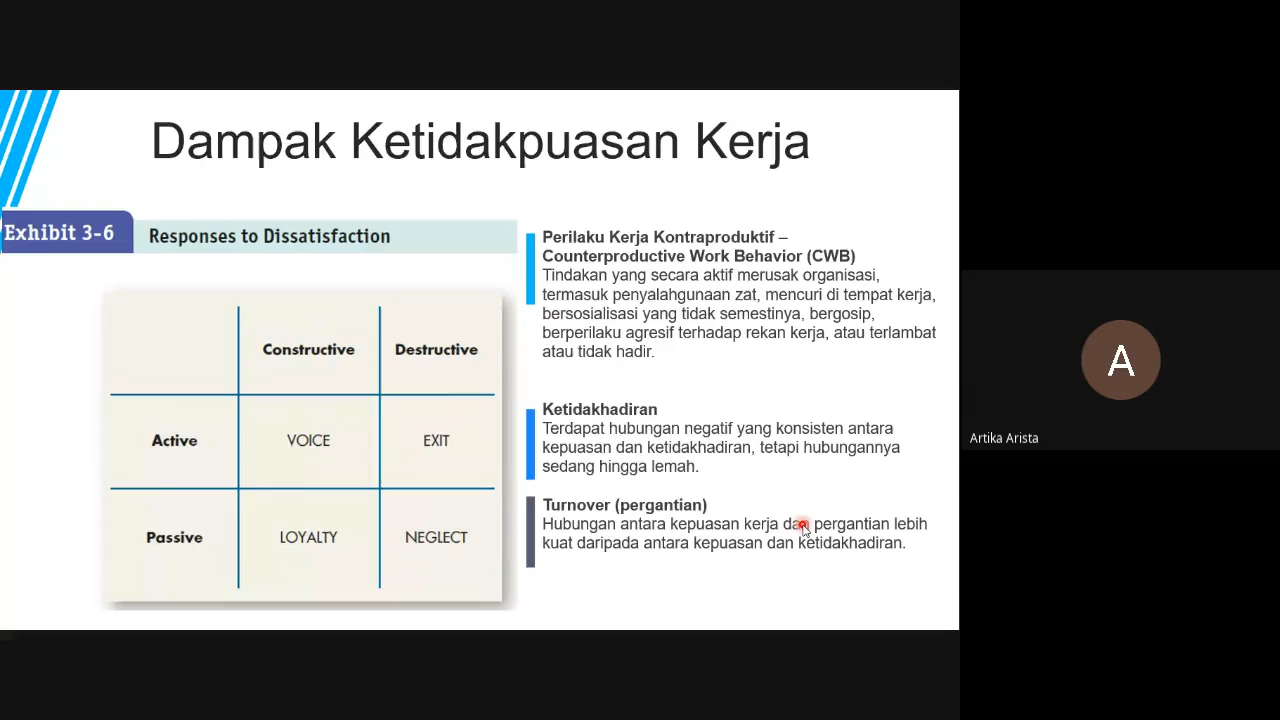 Dampak Ketidakpuasan Kerja
Exhibit 3-6
Responses to Dissatisfaction
Constructive
Destructive
Active
VOICE
EXIT
Passive
LOYALTY
NEGLECT
Perilaku Kerja Kontraproduktif –
Counterproductive Work Behavior (CWB)
Tindakan yang secara aktif merusak organisasi,
termasuk penyalahgunaan zat, mencuri di tempat kerja,
bersosialisasi yang tidak semestinya, bergosip,
berperilaku agresif terhadap rekan kerja, atau terlambat
atau tidak hadir.
Ketidakhadiran
Terdapat hubungan negatif yang konsisten antara
kepuasan dan ketidakhadiran, tetapi hubungannya
sedang hingga lemah.
Turnover (pergantian)
Hubungan antara kepuasan kerja dan pergantian lebih
kuat daripada antara kepuasan dan ketidakhadiran.
A
Artika Arista